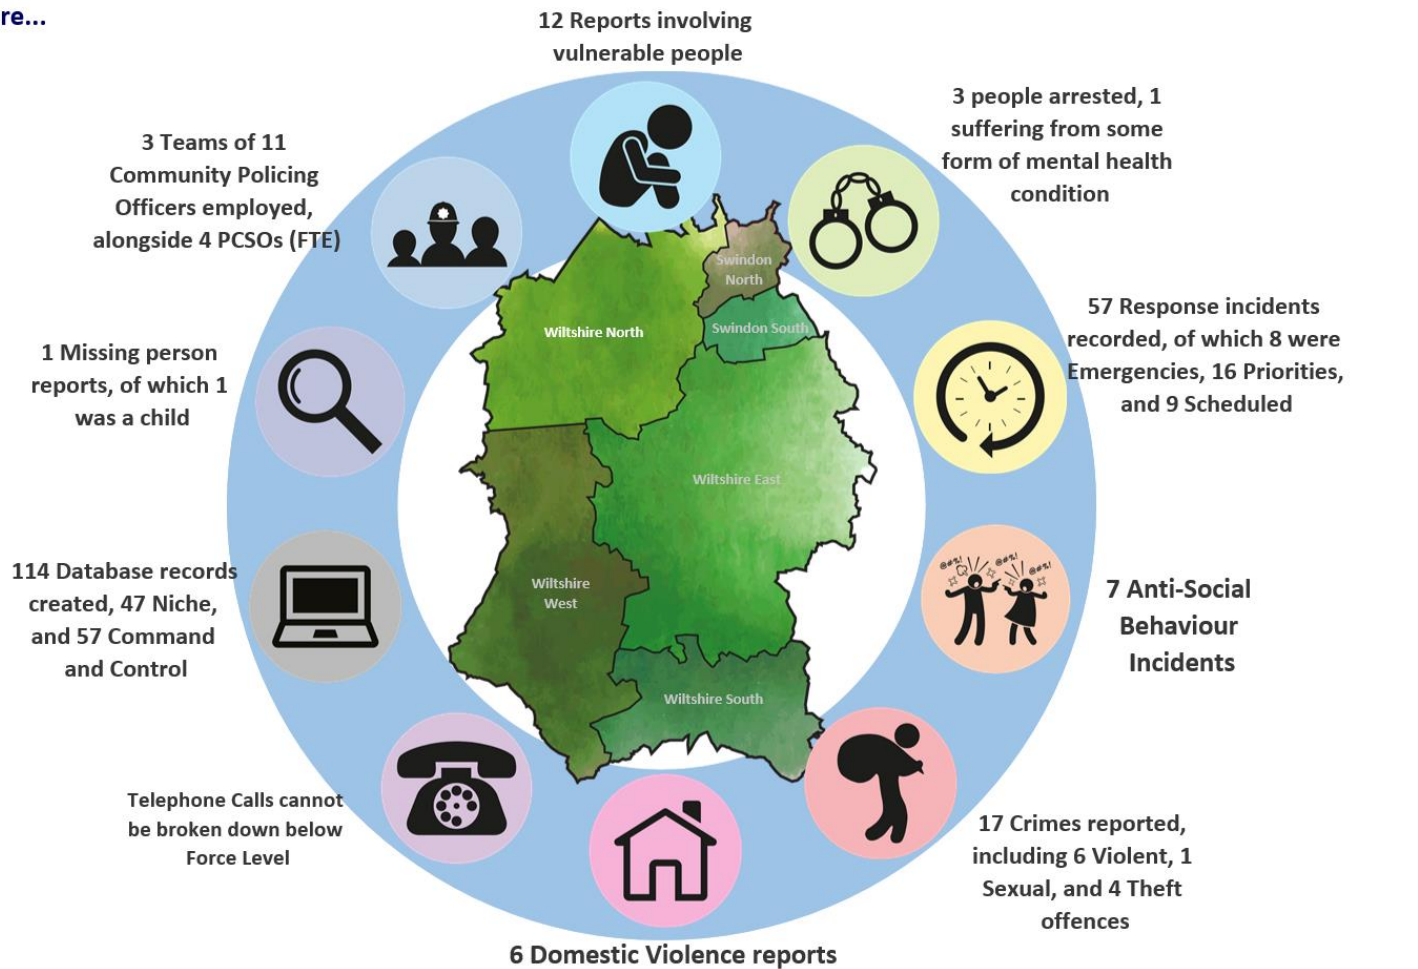 re...
12 Reports involving
vulnerable people
3 people arrested, 1
suffering from some
form of mental health
condition
3 Teams of 11
Community Policing
Officers employed,
alongside 4 PCSOs (FTE)
57 Response incidents
recorded, of which 8 were
Emergencies, 16 Priorities,
and 9 Scheduled
1 Missing person
reports, of which 1
was a child
Swindon
North
Swindon South
Wiltshire North
Wiltshire East
Wiltshire
West
Wiltshire South
114 Database records
created, 47 Niche,
and 57 Command
and Control
@#%!
@#%!
@#%!
7 Anti-Social
Behaviour
Incidents
Telephone Calls cannot
be broken down below
Force Level
17 Crimes reported,
including 6 Violent, 1
Sexual, and 4 Theft
offences
6 Domestic Violence reports